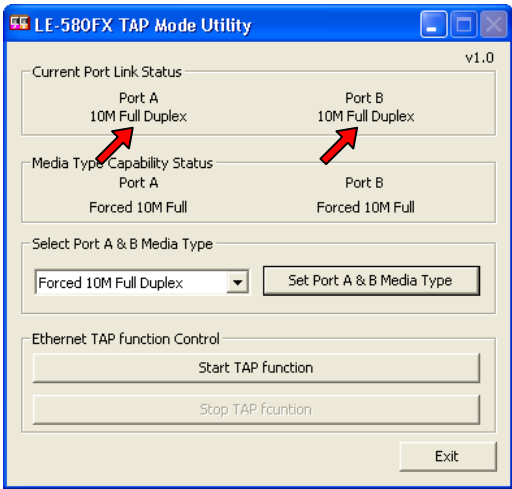 LE-580FX TAP Mode Utility
v1.0
Current Port Link Status
Port A Port B
10M Full Duplex 10M Full Duplex
Media Type Capability Status
Port A Port B
Forced 10M Full Forced 10M Full
Select Port A & B Media Type
Forced 10M Full Duplex Set Port A & B Media Type
Ethernet TAP function Control
Start TAP function
Stop TAP fcuntion
Exit